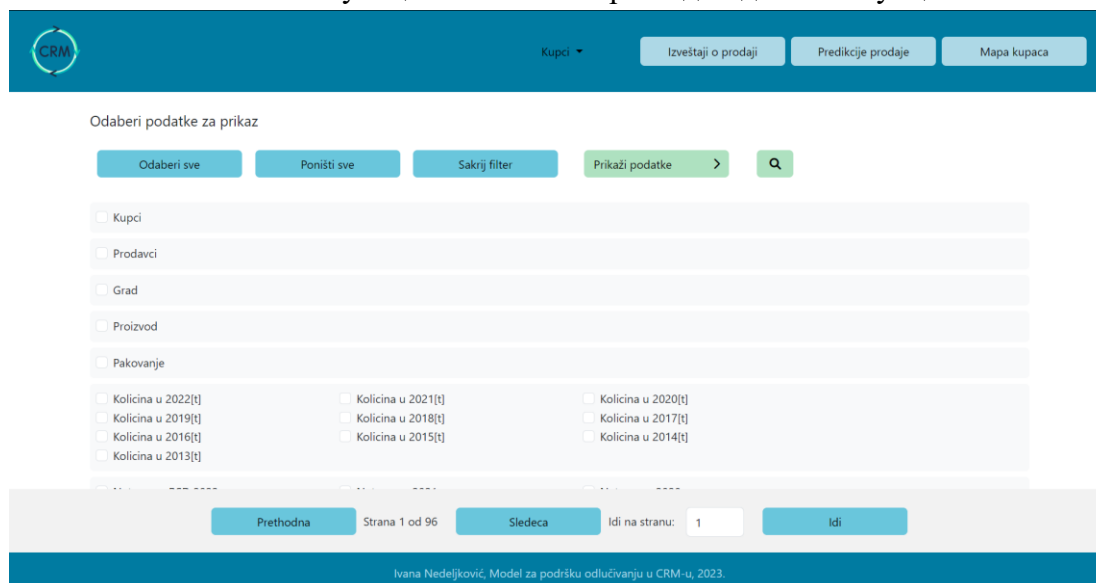 CRM
Kupci
Izveštaji o prodaji
Predikcije prodaje
Mapa kupaca
Odaberi podatke za prikaz
Odaberi sve
Poništi sve
Sakrij filter
Prikaži podatke
Kupci
Prodavci
Grad
Proizvod
Pakovanje
Kolicina u 2022[t] Kolicina u 2021[t] Kolicina u 2020[t]
Kolicina u 2019[t] Kolicina u 2018[t] Kolicina u 2017[t]
Kolicina u 2016[t] Kolicina u 2015[t] Kolicina u 2014[t]
Kolicina u 2013[t]
Prethodna
Strana 1 od 96
Sledeca
Idi na stranu: 1
Idi
Ivana Nedeljković, Model za podršku odlučivanju u CRM-u, 2023.